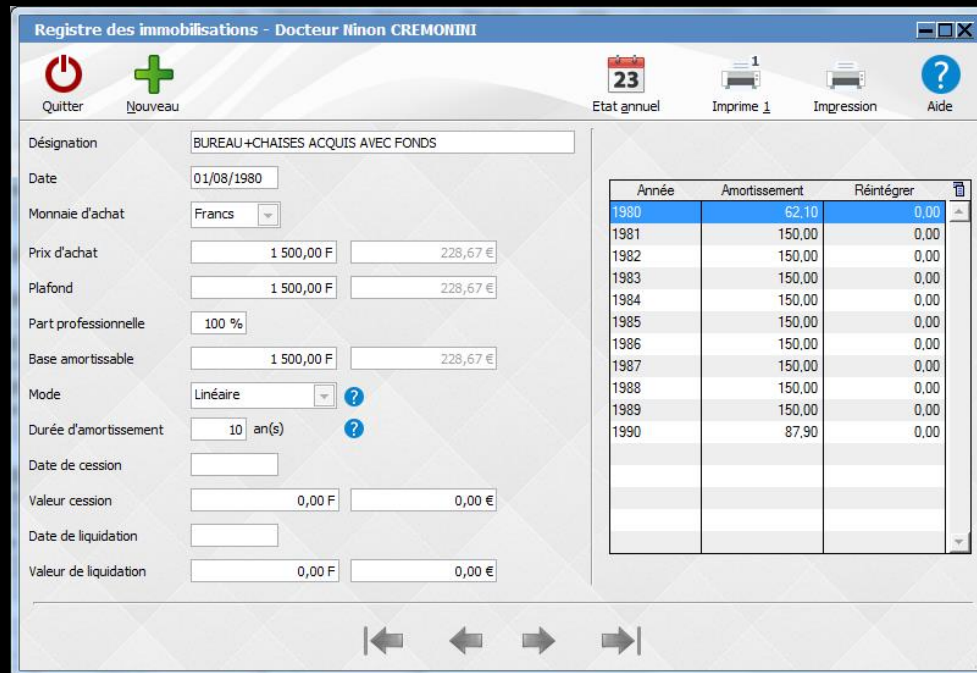 Registre des immobilisations - Docteur Ninon CREMONINI
Quitter
Nouveau
23
Etat annuel
1
Imprime 1
Impression
?
Aide
Désignation BUREAU+CHAISES ACQUIS AVEC FONDS
Date 01/08/1980
Monnaie d'achat Francs
Prix d'achat 1 500,00 F 228,67 €
Plafond 1 500,00 F 228,67 €
Part professionnelle 100 %
Base amortissable 1 500,00 F 228,67 €
Mode Linéaire ?
Durée d'amortissement 10 an(s) ?
Date de cession
Valeur cession 0,00 F 0,00 €
Date de liquidation
Valeur de liquidation 0,00 F 0,00 €
Année Amortissement Réintégrer
1980 62,10 0,00
1981 150,00 0,00
1982 150,00 0,00
1983 150,00 0,00
1984 150,00 0,00
1985 150,00 0,00
1986 150,00 0,00
1987 150,00 0,00
1988 150,00 0,00
1989 150,00 0,00
1990 87,90 0,00